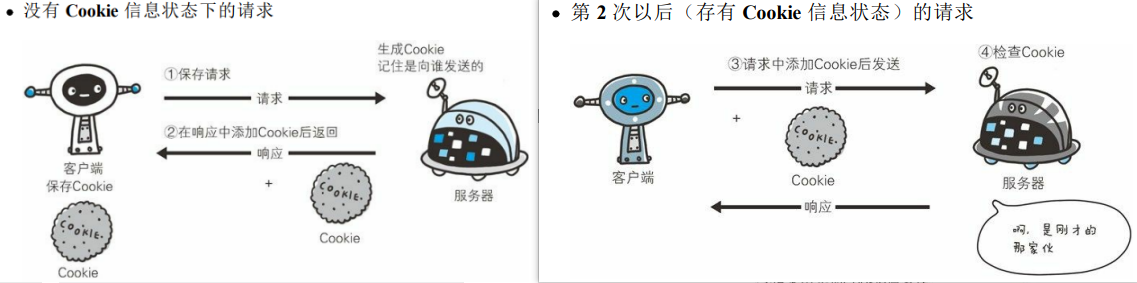 • 没有 Cookie 信息状态下的请求
生成Cookie
记住是向谁发送的
①保存请求
请求
②在响应中添加Cookie后返回
响应
客户端
保存Cookie
+
COOKIE.
Cookie
COOKIE.
Cookie
服务器
• 第 2 次以后（存有 Cookie 信息状态）的请求
④检查Cookie
③请求中添加Cookie后发送
请求
+
COOKIE.
Cookie
客户端
服务器
响应
啊，是刚才的
那家伙